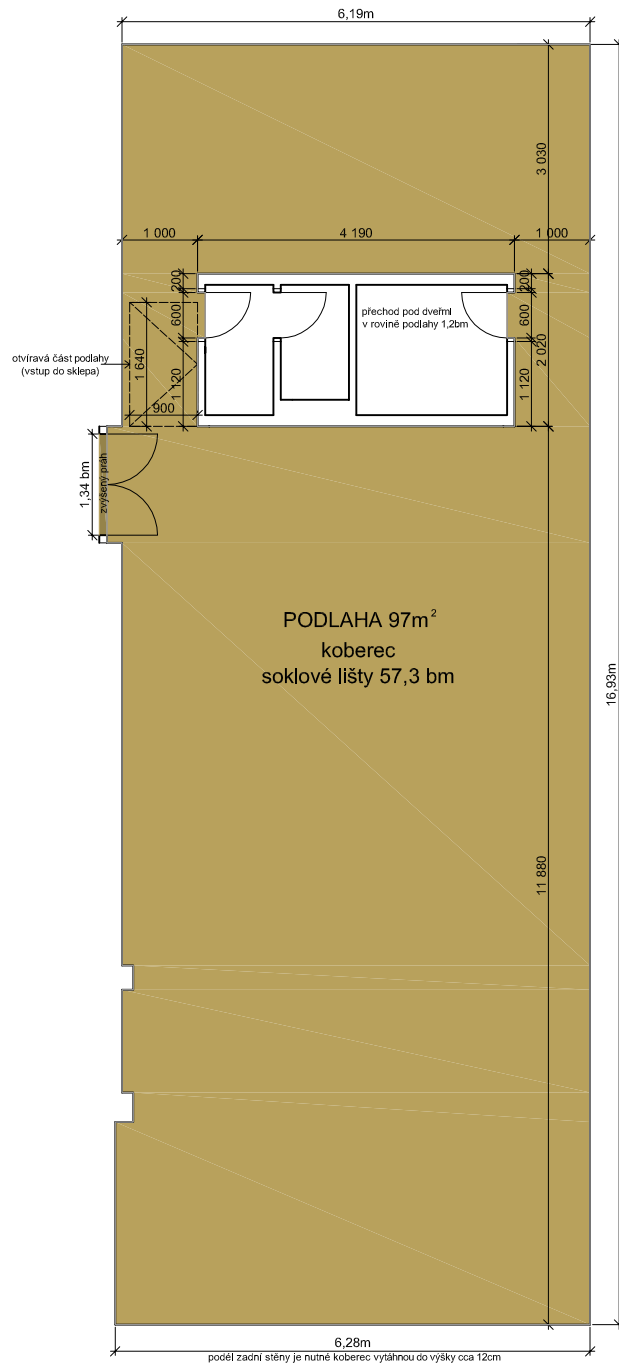 6,19m
3 030
1 000
4 190
1 000
200
200
600
přechod pod dveřmi
v rovině podlahy 1,2bm
600
2 020
otvíravá část podlahy
(vstup do sklepa)
1 640
1 120
1 120
900
1,34 bm
zvýšený práh
PODLAHA 97m²
koberec
soklové lišty 57,3 bm
16,93m
11 880
6,28m
podél zadní stěny je nutné koberec vytáhnou do výšky cca 12cm